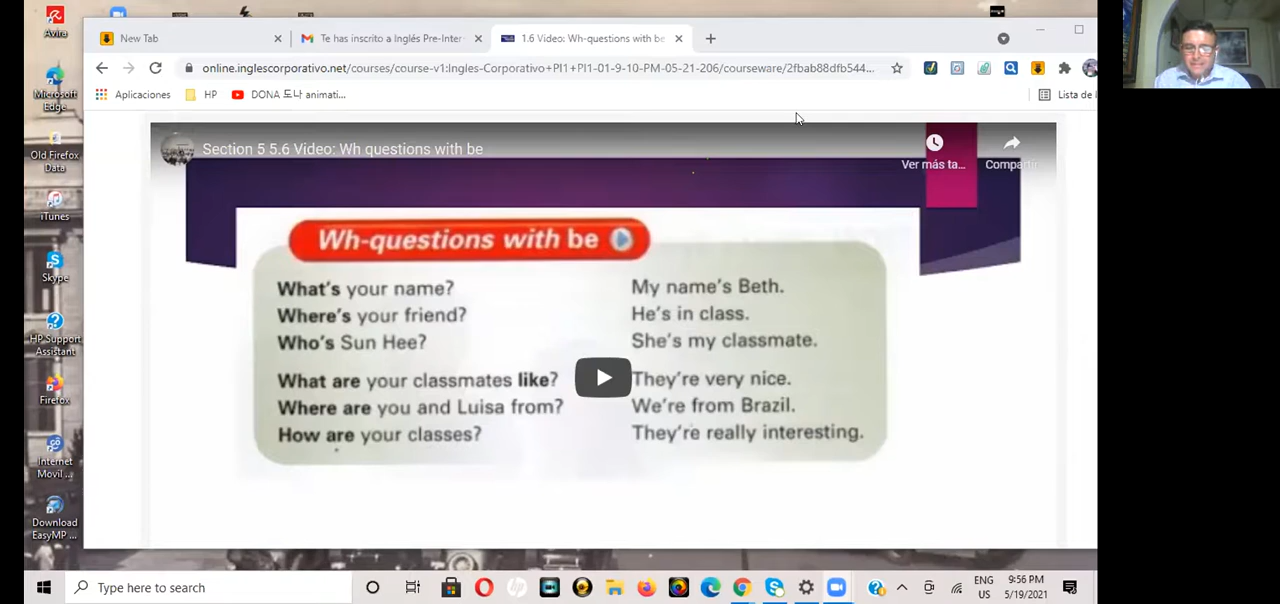 Avira
Microsoft
Edge
Old Firefox
Data
iTunes
Skype
HP Support
Assistant
Firefox
Internet
Movil ...
Download
EasyMP ...
New Tab
Te has inscrito a Inglés Pre-Inter
1.6 Video: Wh-questions with be
online.inglescorporativo.net/courses/course-v1:Ingles-Corporativo+PI1+PI1-01-9-10-PM-05-21-206/courseware/2fbab88dfb544...
Aplicaciones
HP
DONA 도나 animati...
Lista de l
Section 5 5.6 Video: Wh questions with be
Ver más ta...
Compartir
Wh-questions with be
What's your name? My name's Beth.
Where's your friend? He's in class.
Who's Sun Hee? She's my classmate.
What are your classmates like? They're very nice.
Where are you and Luisa from? We're from Brazil.
How are your classes? They're really interesting.
Type here to search
ENG
US
9:56 PM
5/19/2021